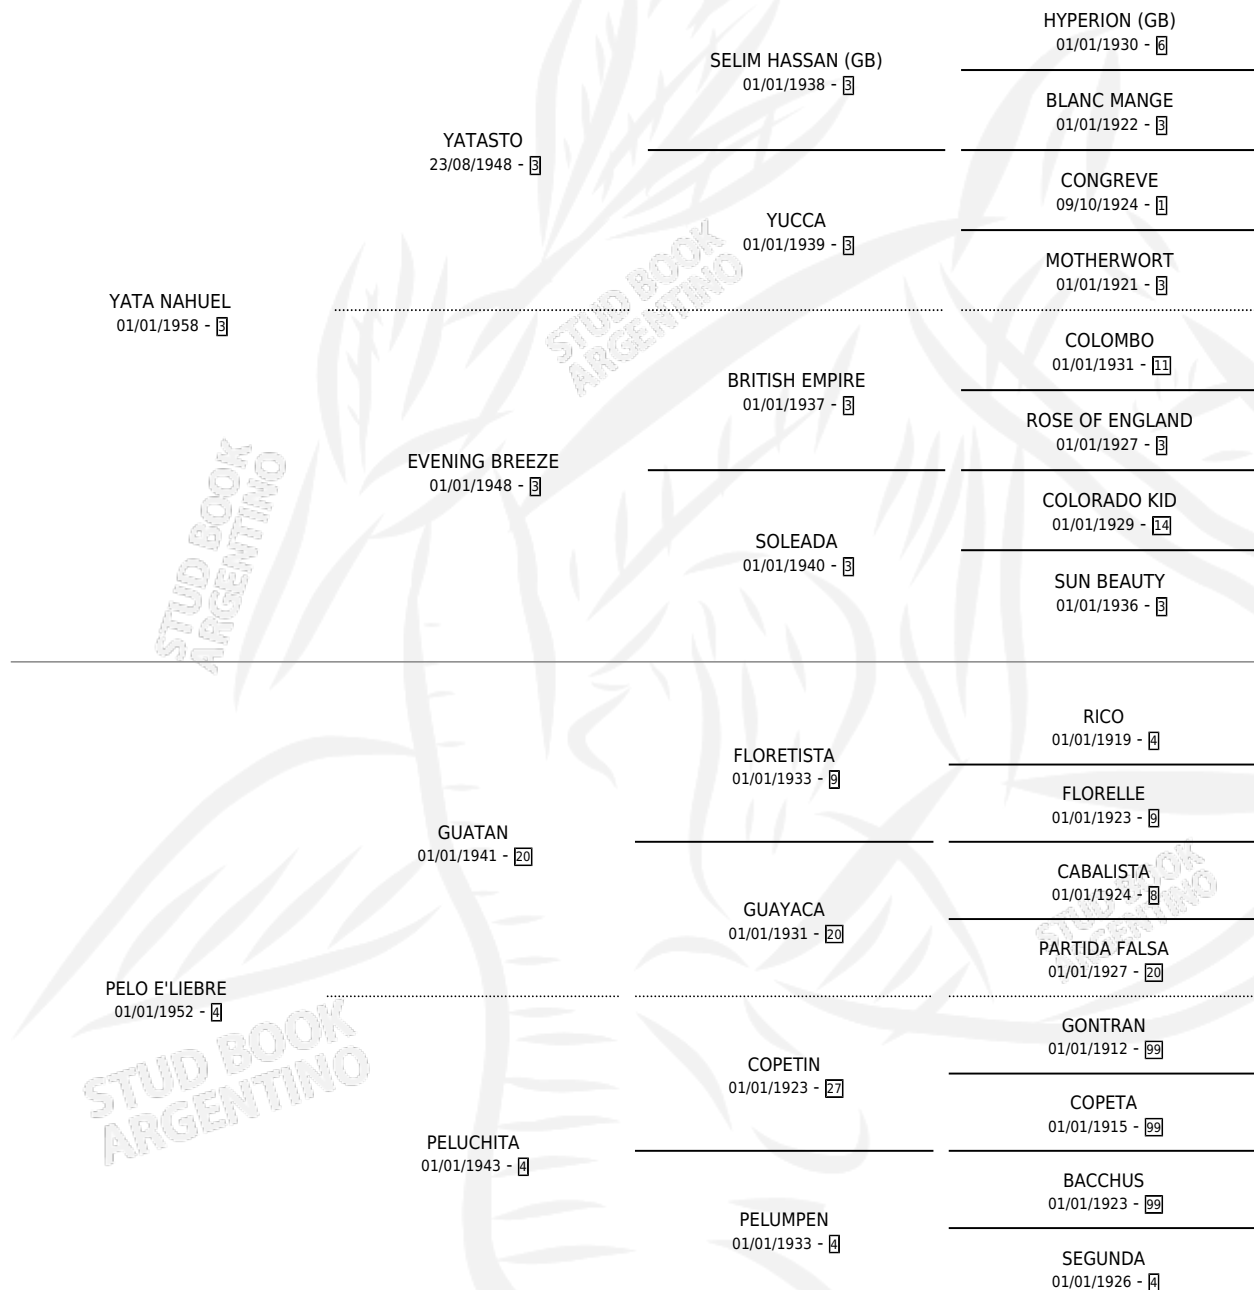 HYPERION (GB)
01/01/1930 - 6
SELIM HASSAN (GB)
01/01/1938 - 3
BLANC MANGE
01/01/1922 - 3
YATASTO
23/08/1948 - 3
CONGREVE
09/10/1924 - 1
YUCCA
01/01/1939 - 3
MOTHERWORT
01/01/1921 - 3
YATA NAHUEL
01/01/1958 - 3
STUD BOOK
ARGENTINO
COLOMBO
01/01/1931 - 11
BRITISH EMPIRE
01/01/1937 - 3
ROSE OF ENGLAND
01/01/1927 - 3
EVENING BREEZE
01/01/1948 - 3
COLORADO KID
01/01/1929 - 14
SOLEADA
01/01/1940 - 3
SUN BEAUTY
01/01/1936 - 3
STUD BOOK
ARGENTINO
RICO
01/01/1919 - 4
FLORETISTA
01/01/1933 - 9
FLORELLE
01/01/1923 - 9
GUATAN
01/01/1941 - 20
CABALISTA
01/01/1924 - 8
GUAYACA
01/01/1931 - 20
STUD BOOK
ARGENTINO
PARTIDA FALSA
01/01/1927 - 20
PELO E'LIEBRE
01/01/1952 - 4
STUD BOOK
ARGENTINO
GONTRAN
01/01/1912 - 99
COPETIN
01/01/1923 - 27
COPETA
01/01/1915 - 99
PELUCHITA
01/01/1943 - 4
BACCHUS
01/01/1923 - 99
PELUMPEN
01/01/1933 - 4
SEGUNDA
01/01/1926 - 4